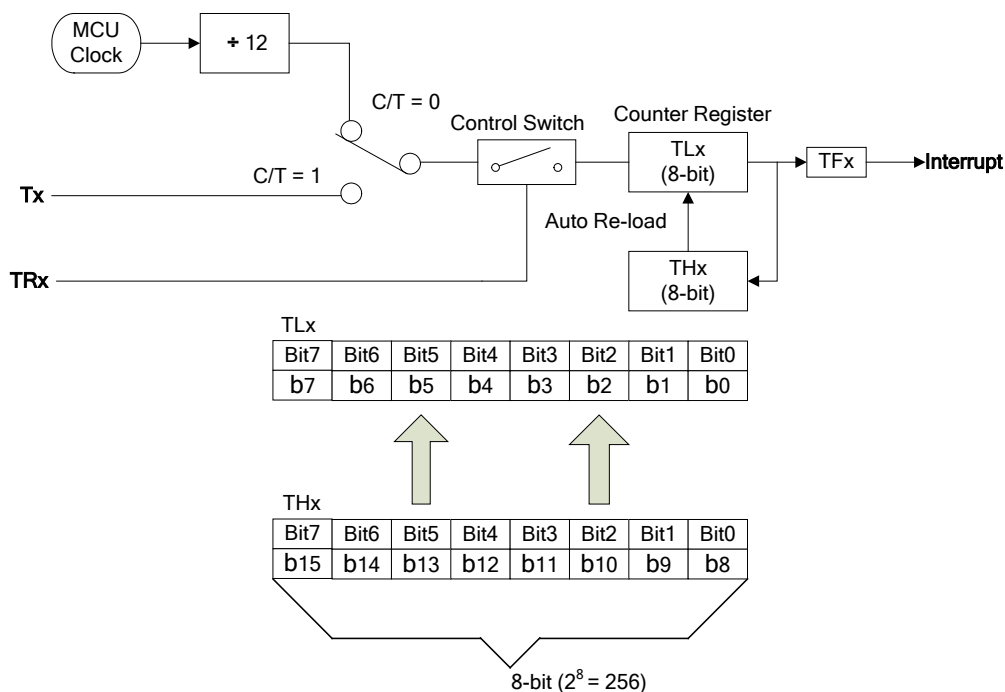 MCU
Clock
÷ 12
C/T = 0
Control Switch
Counter Register
TLx
(8-bit)
TFx
Interrupt
C/T = 1
Tx
Auto Re-load
THx
(8-bit)
TRx
TLx
Bit7 Bit6 Bit5 Bit4 Bit3 Bit2 Bit1 Bit0
b7 b6 b5 b4 b3 b2 b1 b0
THx
Bit7 Bit6 Bit5 Bit4 Bit3 Bit2 Bit1 Bit0
b15 b14 b13 b12 b11 b10 b9 b8
8-bit (2⁸ = 256)